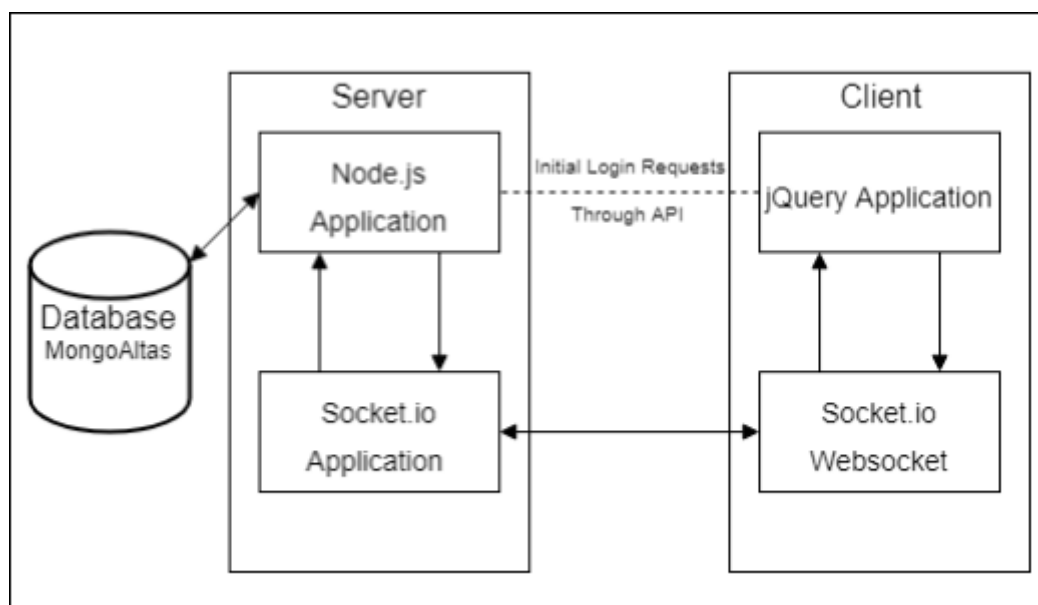 Server
Client
Node.js
Application
Initial Login Requests
Through API
jQuery Application
Database
MongoAltas
Socket.io
Application
Socket.io
Websocket